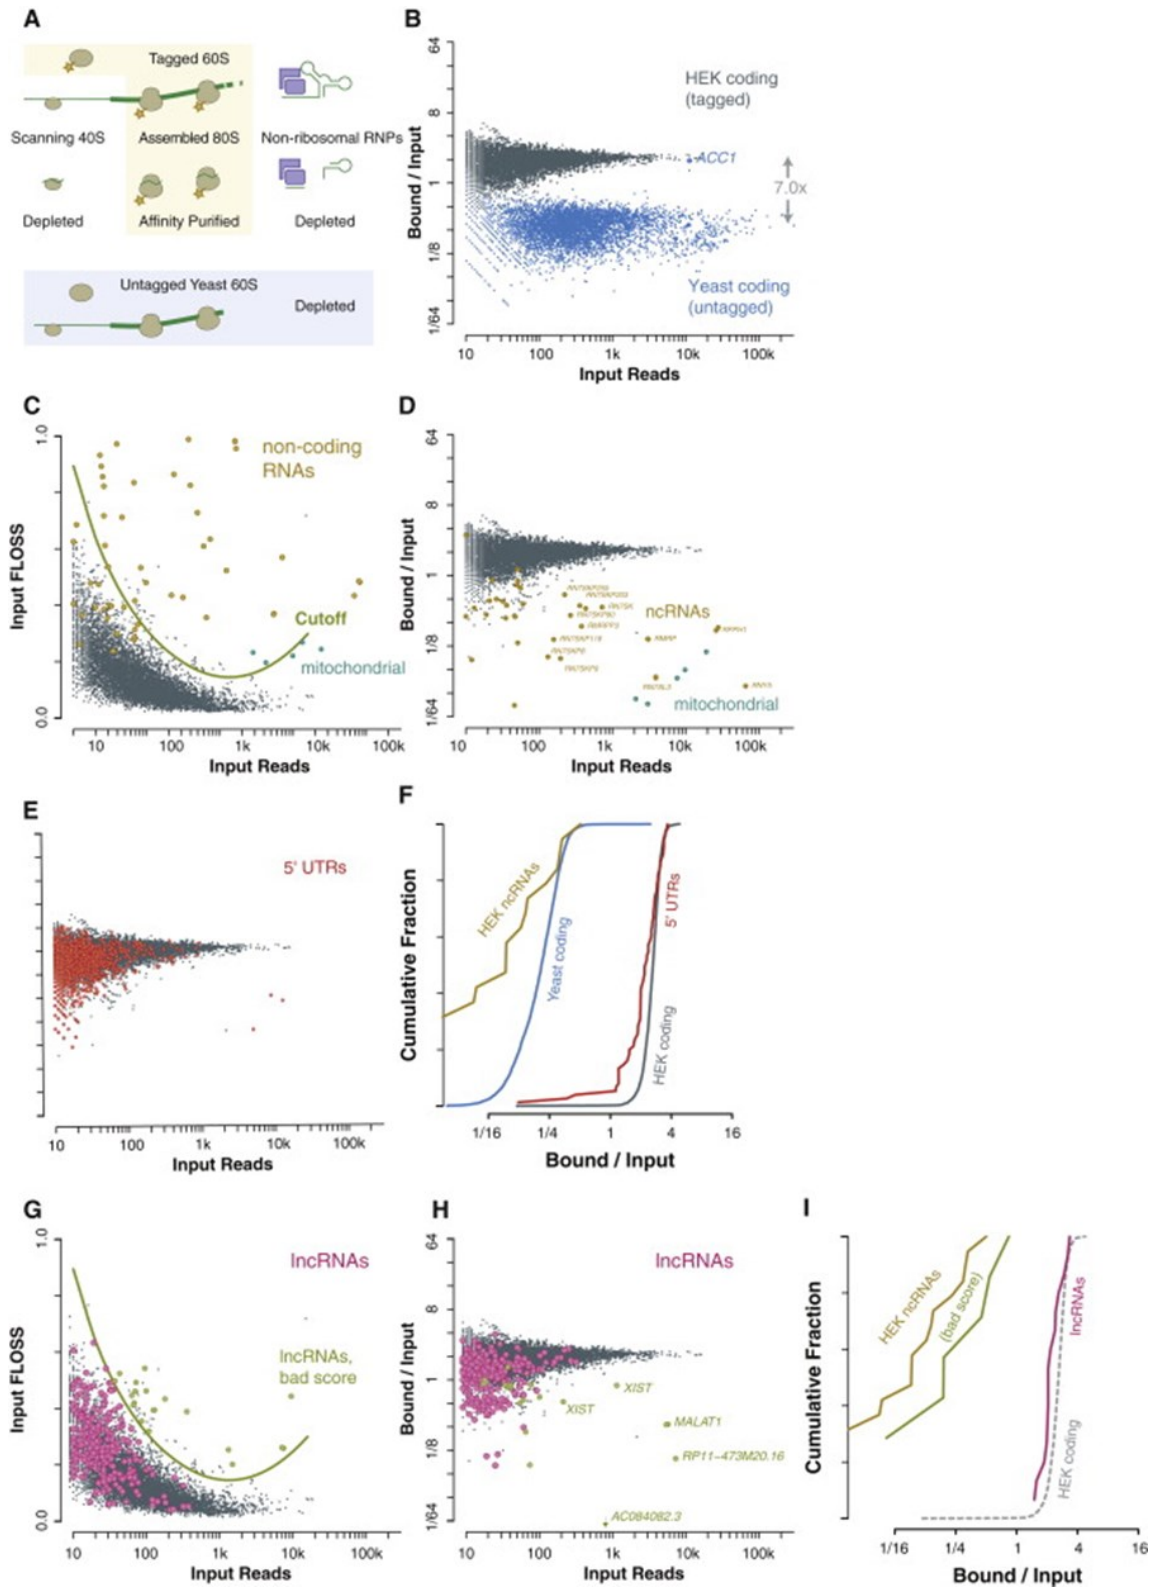 A
Tagged 60S
Scanning 40S
Assembled 80S
Non-ribosomal RNPs
Depleted
Affinity Purified
Depleted
Untagged Yeast 60S
Depleted
B
64
8
1
1/8
1/64
Bound / Input
HEK coding
(tagged)
ACC1
7.0x
Yeast coding
(untagged)
10
100
1k
10k
100k
Input Reads
C
1.0
0.0
Input FLOSS
non-coding
RNAs
Cutoff
mitochondrial
10
100
1k
10k
100k
Input Reads
D
64
8
1
1/8
1/64
Bound / Input
ncRNAs
RN7SK
RMRP
mitochondrial
10
100
1k
10k
100k
Input Reads
E
5' UTRs
10
100
1k
10k
100k
Input Reads
F
Cumulative Fraction
HEK ncRNAs
Yeast coding
5' UTRs
HEK coding
1/16
1/4
1
4
16
Bound / Input
G
1.0
0.0
Input FLOSS
lncRNAs
lncRNAs,
bad score
10
100
1k
10k
100k
Input Reads
H
64
8
1
1/8
1/64
Bound / Input
lncRNAs
XIST
XIST
MALAT1
RP11-473M20.16
AC084082.3
10
100
1k
10k
100k
Input Reads
I
Cumulative Fraction
HEK ncRNAs
(bad score)
lncRNAs
HEK coding
1/16
1/4
1
4
16
Bound / Input